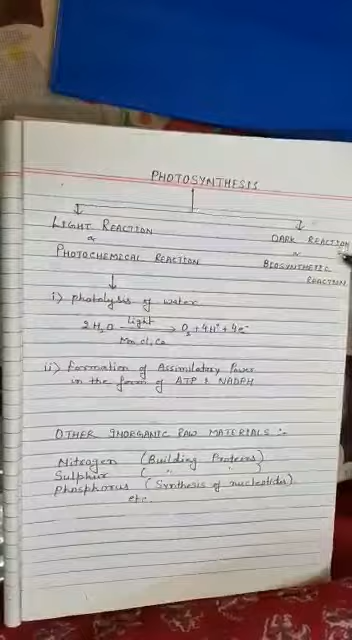 PHOTOSYNTHESIS
LIGHT REACTION
or
PHOTOCHEMICAL REACTION
DARK REACTION
or
BIOSYNTHETIC
REACTION
i) photolysis of water
2H₂O Light → O₂ + 4H⁺ + 4e⁻
Mn, Cl, Ca
ii) Formation of Assimilatory Power
in the form of ATP & NADPH
OTHER INORGANIC RAW MATERIALS :-
Nitrogen (Building Proteins)
Sulphur ( " " )
Phosphorus (Synthesis of nucleotides)
etc.